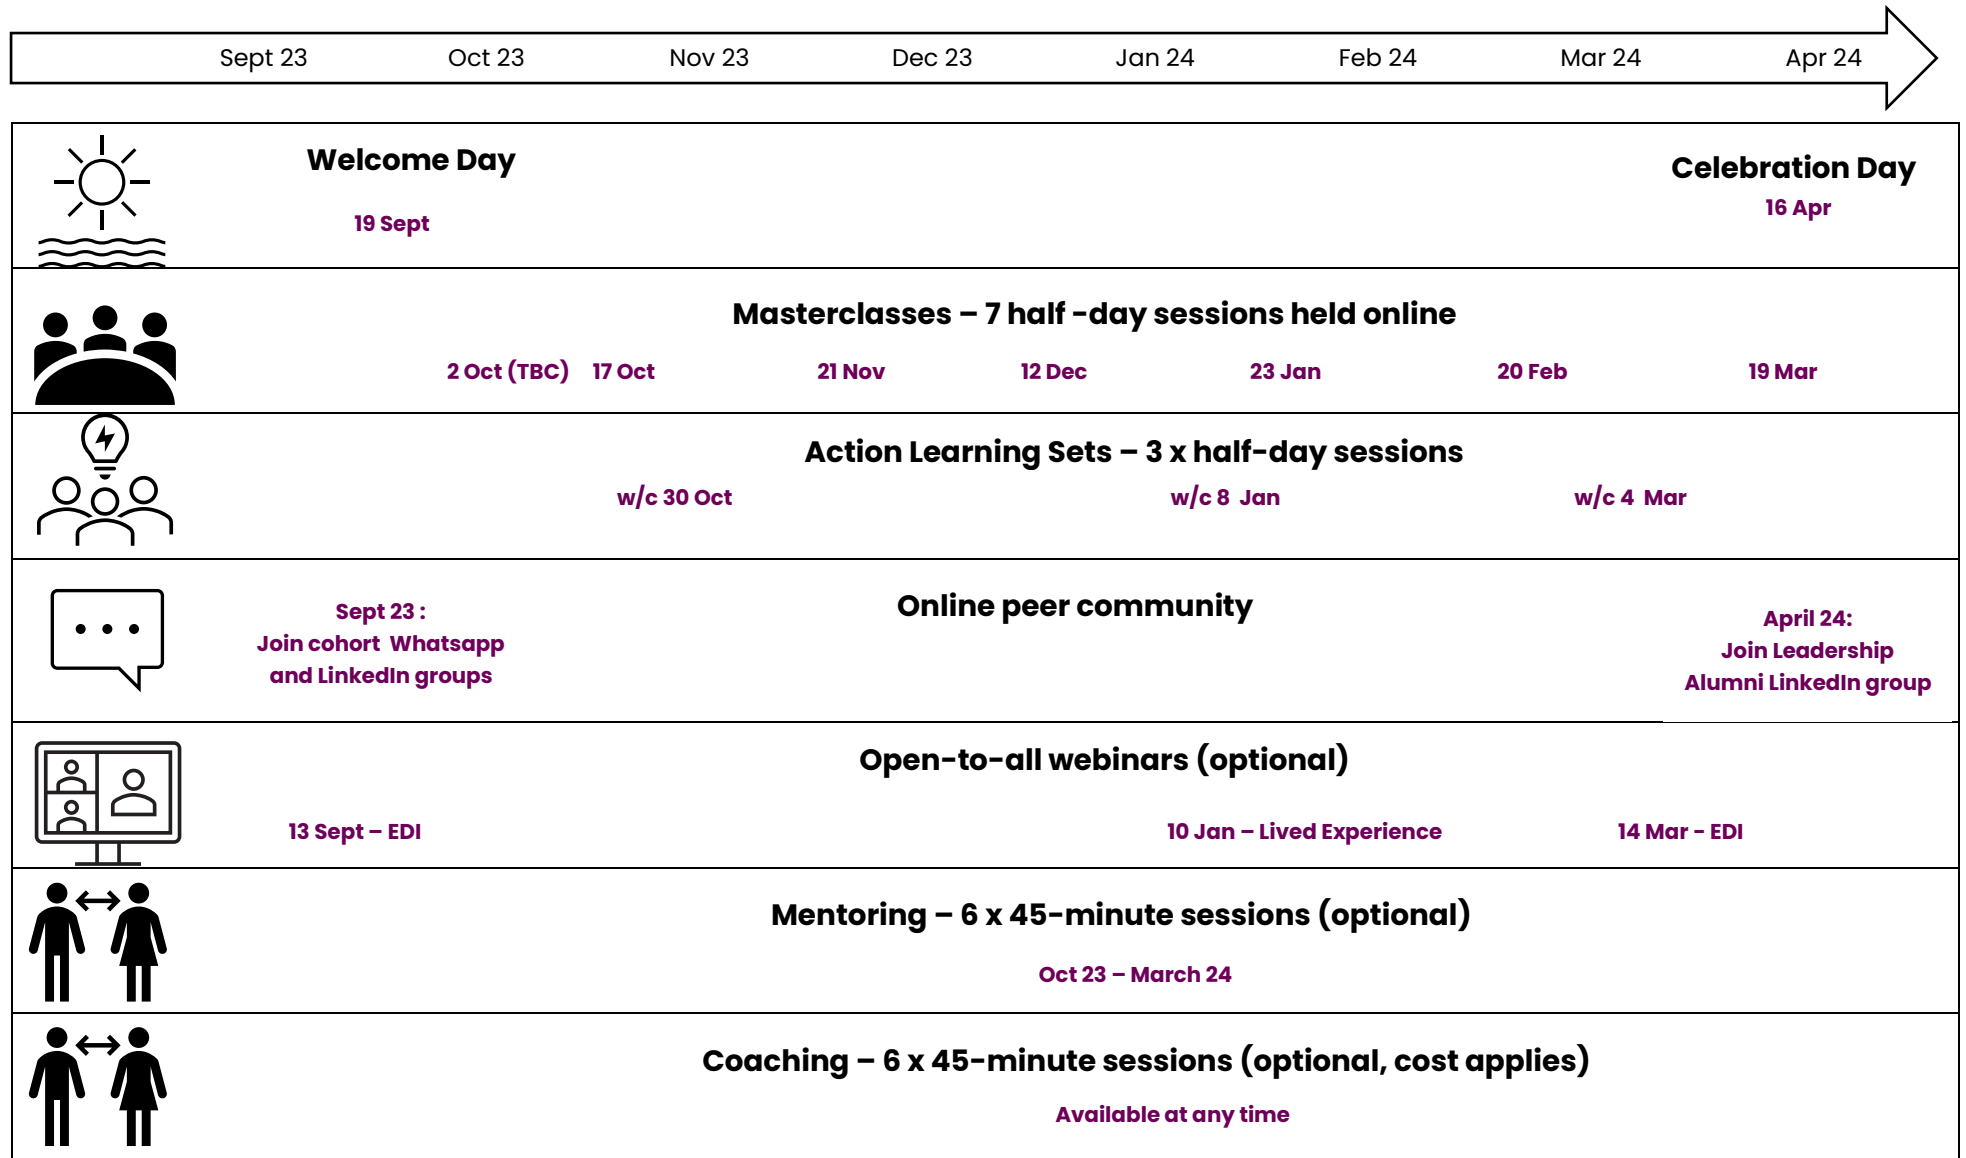 Sept 23 Oct 23 Nov 23 Dec 23 Jan 24 Feb 24 Mar 24 Apr 24
Welcome Day
19 Sept
Celebration Day
16 Apr
Masterclasses – 7 half -day sessions held online
2 Oct (TBC) 17 Oct 21 Nov 12 Dec 23 Jan 20 Feb 19 Mar
Action Learning Sets – 3 x half-day sessions
w/c 30 Oct w/c 8 Jan w/c 4 Mar
Online peer community
Sept 23 :
Join cohort Whatsapp
and LinkedIn groups
April 24:
Join Leadership
Alumni LinkedIn group
Open-to-all webinars (optional)
13 Sept – EDI 10 Jan – Lived Experience 14 Mar - EDI
Mentoring – 6 x 45-minute sessions (optional)
Oct 23 – March 24
Coaching – 6 x 45-minute sessions (optional, cost applies)
Available at any time